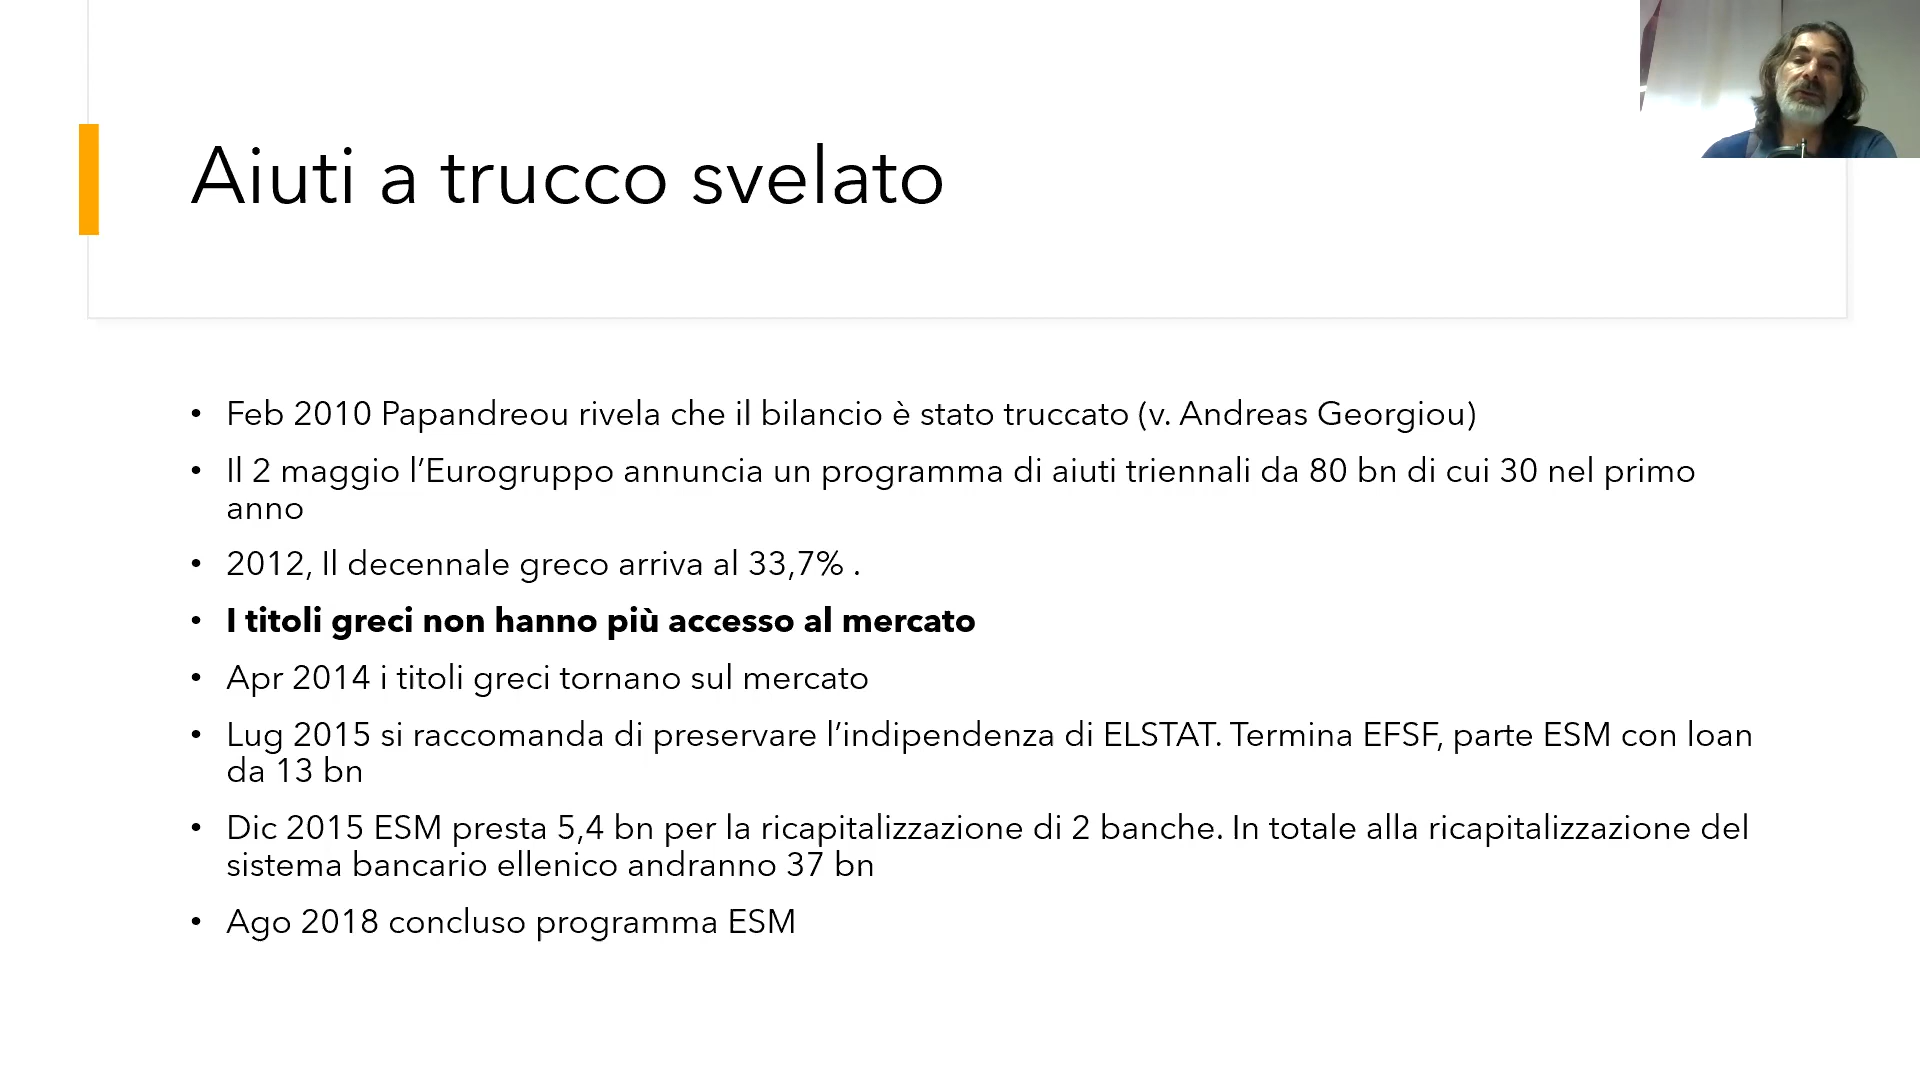 Aiuti a trucco svelato
• Feb 2010 Papandreou rivela che il bilancio è stato truccato (v. Andreas Georgiou)
• Il 2 maggio l’Eurogruppo annuncia un programma di aiuti triennali da 80 bn di cui 30 nel primo
anno
• 2012, Il decennale greco arriva al 33,7% .
• I titoli greci non hanno più accesso al mercato
• Apr 2014 i titoli greci tornano sul mercato
• Lug 2015 si raccomanda di preservare l’indipendenza di ELSTAT. Termina EFSF, parte ESM con loan
da 13 bn
• Dic 2015 ESM presta 5,4 bn per la ricapitalizzazione di 2 banche. In totale alla ricapitalizzazione del
sistema bancario ellenico andranno 37 bn
• Ago 2018 concluso programma ESM